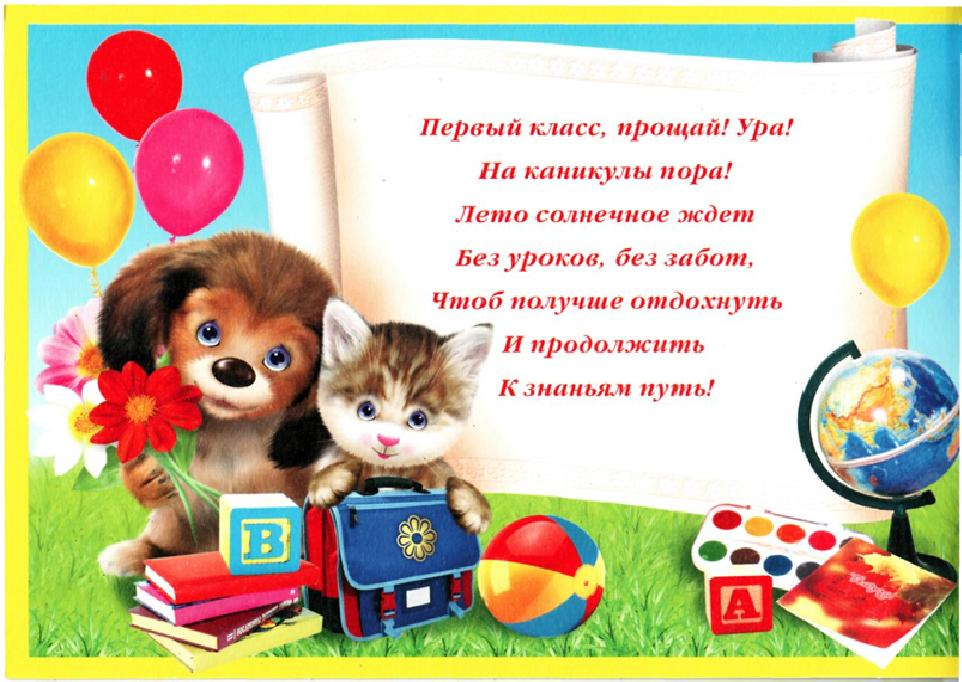 Первый класс, прощай! Ура!
На каникулы пора!
Лето солнечное ждет
Без уроков, без забот,
Чтоб получше отдохнуть
И продолжить
К знаньям путь!
В
А